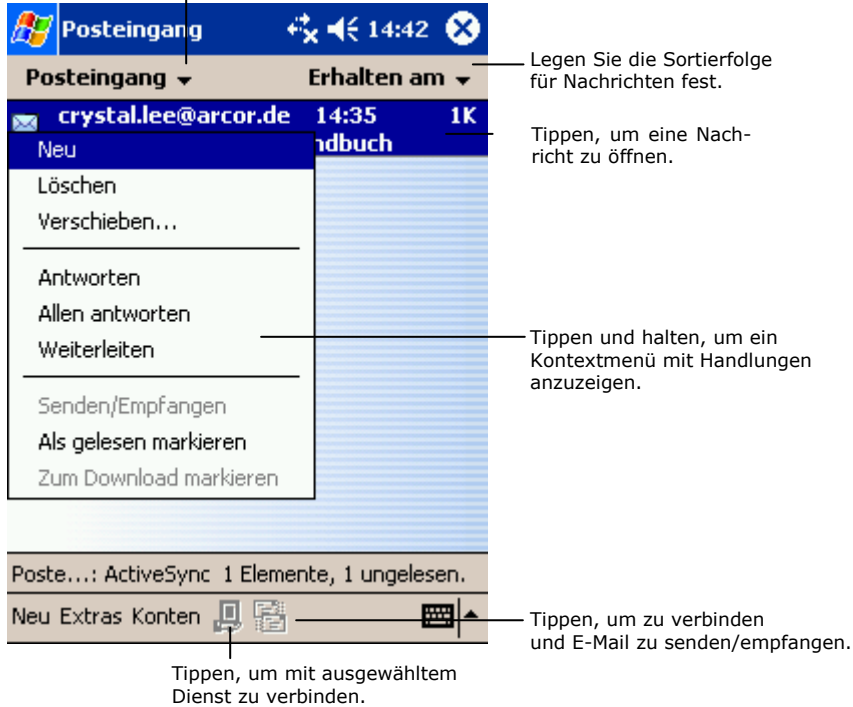 Posteingang 14:42
Posteingang Erhalten am
crystal.lee@arcor.de 14:35 1K
ndbuch
Neu
Löschen
Verschieben...
Antworten
Allen antworten
Weiterleiten
Senden/Empfangen
Als gelesen markieren
Zum Download markieren
Poste...: ActiveSync 1 Elemente, 1 ungelesen.
Neu Extras Konten
Legen Sie die Sortierfolge
für Nachrichten fest.
Tippen, um eine Nach-
richt zu öffnen.
Tippen und halten, um ein
Kontextmenü mit Handlungen
anzuzeigen.
Tippen, um zu verbinden
und E-Mail zu senden/empfangen.
Tippen, um mit ausgewähltem
Dienst zu verbinden.